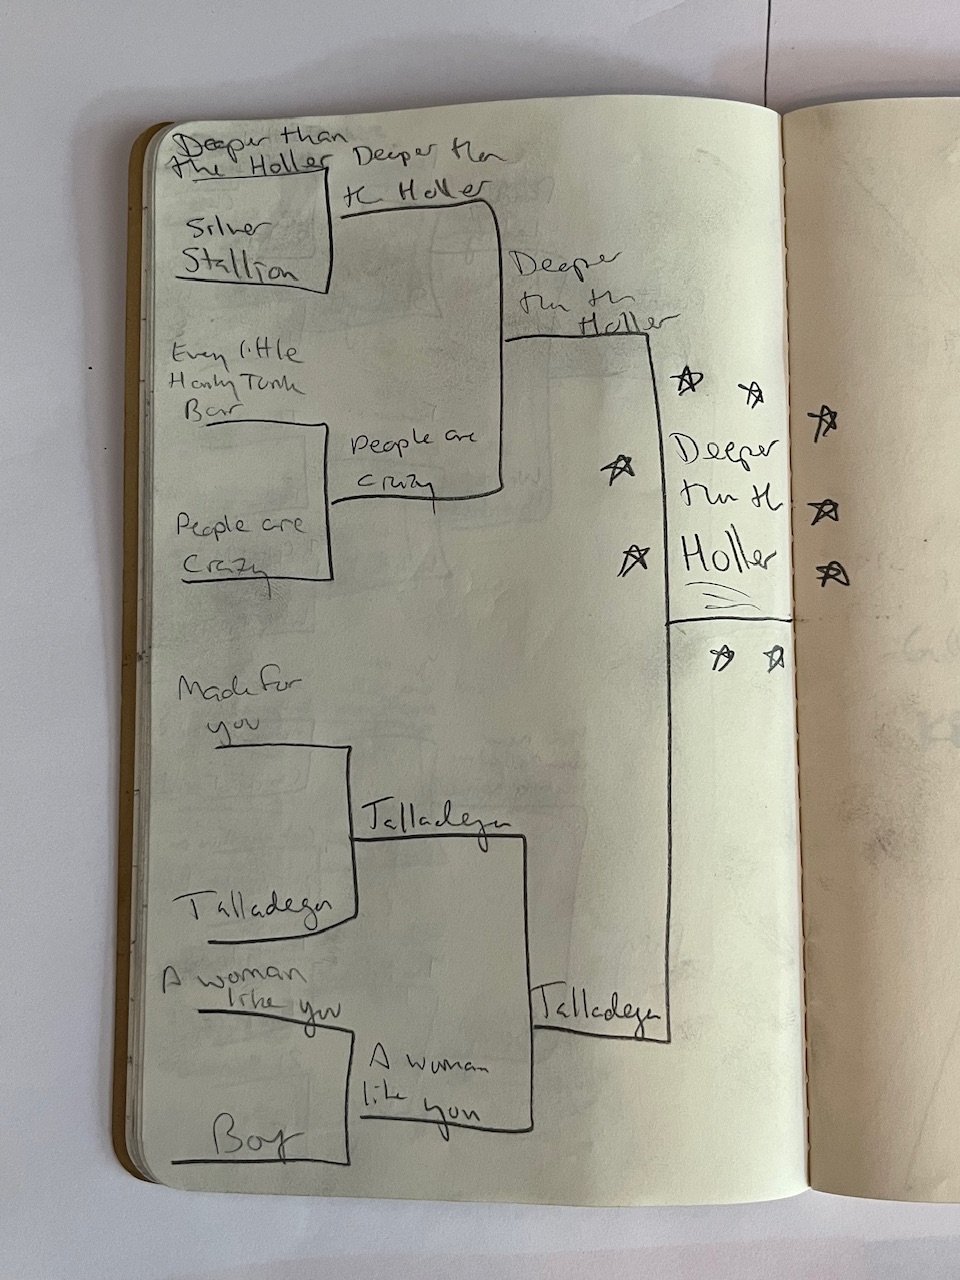 Deeper than
the Holler
Silver
Stallion
Every little
Honky Tonk
Bar
People are
Crazy
Made for
you
Talladega
A woman
like you
Boy
Deeper than
the Holler
People are
crazy
Talladega
A woman
like you
Deeper
than the
Holler
Talladega
Deeper
than the
Holler